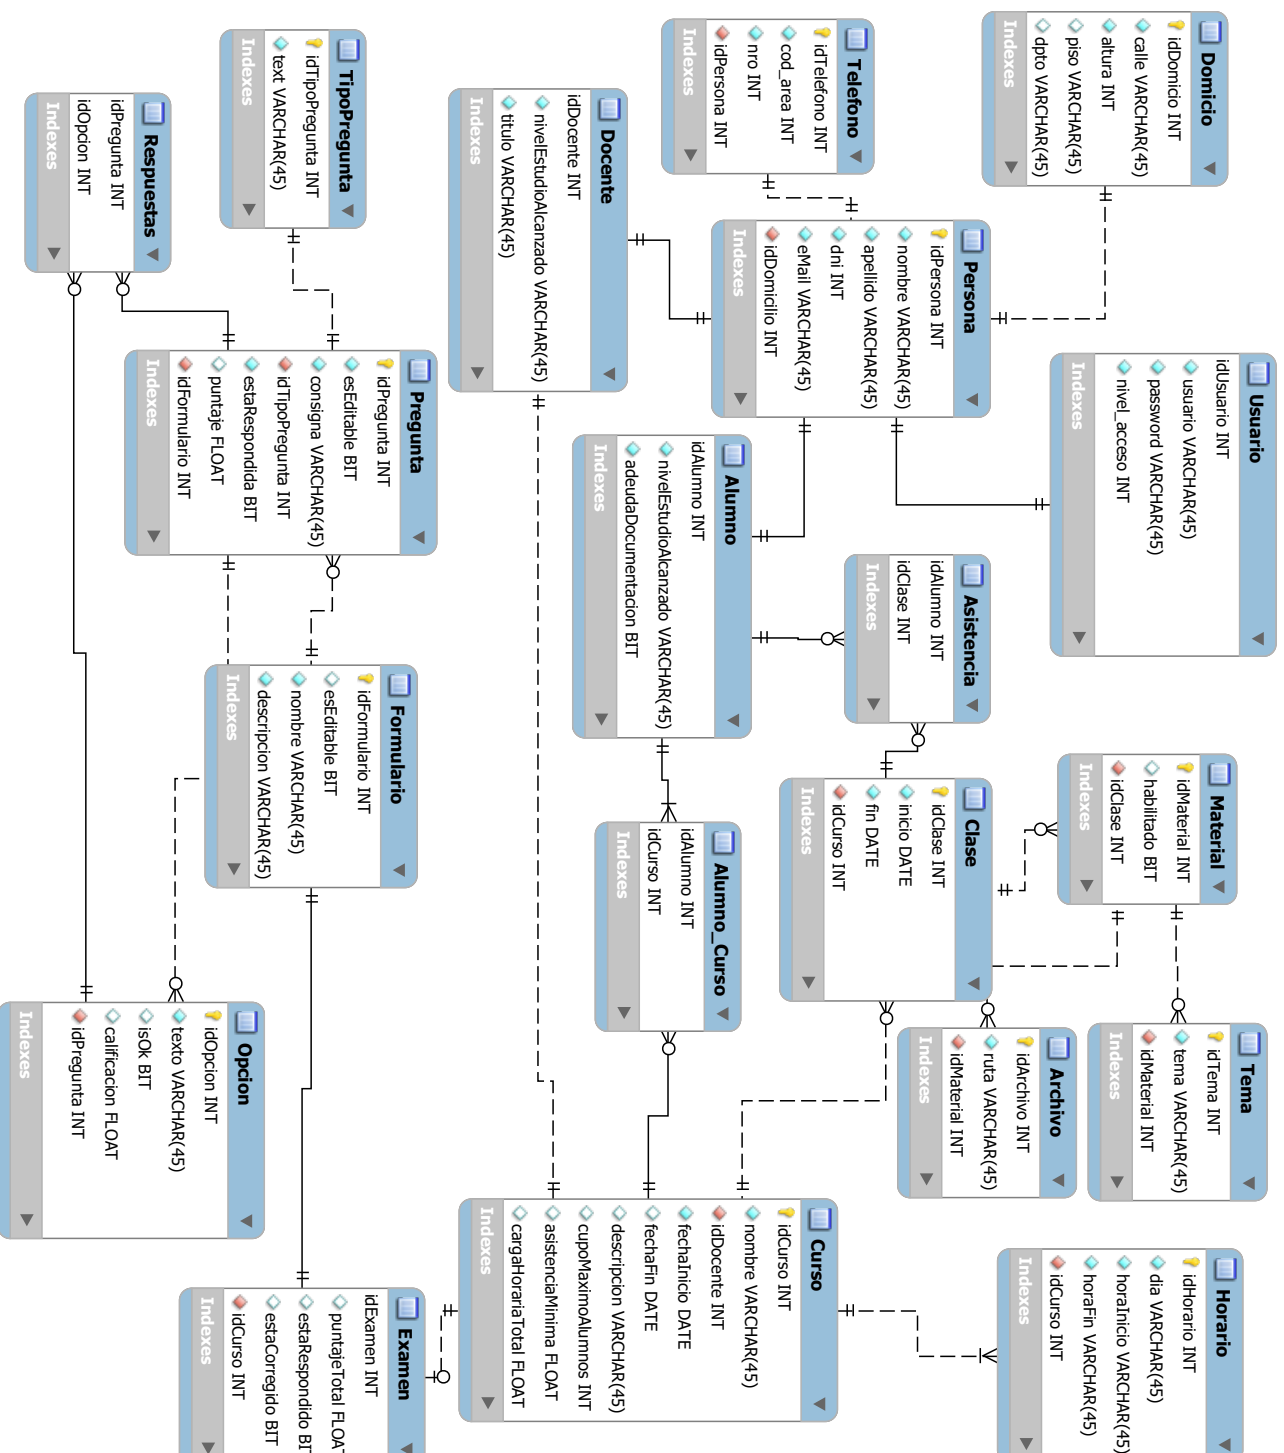 Domicio
idDomicio INT
calle VARCHAR(45)
altura INT
piso VARCHAR(45)
dpto VARCHAR(45)
Indexes
Usuario
idUsuario INT
usuario VARCHAR(45)
password VARCHAR(45)
nivel_acceso INT
Indexes
Material
idMaterial INT
habilitado BIT
idClase INT
Indexes
Tema
idTema INT
tema VARCHAR(45)
idMaterial INT
Indexes
Horario
idHorario INT
dia VARCHAR(45)
horaInicio VARCHAR(45)
horaFin VARCHAR(45)
idCurso INT
Indexes
Archivo
idArchivo INT
ruta VARCHAR(45)
idMaterial INT
Indexes
Telefono
idTelefono INT
cod_area INT
nro INT
idPersona INT
Indexes
Persona
idPersona INT
nombre VARCHAR(45)
apellido VARCHAR(45)
dni INT
eMail VARCHAR(45)
idDomicilio INT
Indexes
Asistencia
idAlumno INT
idClase INT
Indexes
Clase
idClase INT
inicio DATE
fin DATE
idCurso INT
Indexes
Curso
idCurso INT
nombre VARCHAR(45)
idDocente INT
fechaInicio DATE
fechaFin DATE
descripcion VARCHAR(45)
cupoMaximoAlumnos INT
asistenciaMinima FLOAT
cargaHorariaTotal FLOAT
Indexes
Docente
idDocente INT
nivelEstudioAlcanzado VARCHAR(45)
titulo VARCHAR(45)
Indexes
Alumno
idAlumno INT
nivelEstudioAlcanzado VARCHAR(45)
adeudaDocumentacion BIT
Indexes
Alumno_Curso
idAlumno INT
idCurso INT
Indexes
TipoPregunta
idTipoPregunta INT
text VARCHAR(45)
Indexes
Pregunta
idPregunta INT
esEditable BIT
consigna VARCHAR(45)
idTipoPregunta INT
estaRespondida BIT
puntaje FLOAT
idFormulario INT
Indexes
Formulario
idFormulario INT
esEditable BIT
nombre VARCHAR(45)
descripcion VARCHAR(45)
Indexes
Examen
idExamen INT
puntajeTotal FLOAT
estaRespondido BI
estaCorregido BIT
idCurso INT
Indexes
Respuestas
idPregunta INT
idOpcion INT
Indexes
Opcion
idOpcion INT
texto VARCHAR(45)
isOk BIT
calificacion FLOAT
idPregunta INT
Indexes